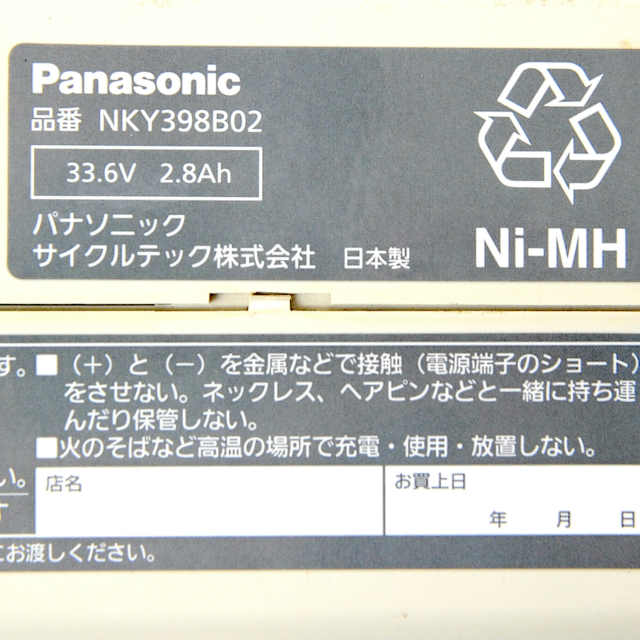 Panasonic
品番 NKY398B02
33.6V 2.8Ah
パナソニック
サイクルテック株式会社 日本製
Ni-MH
す。■（+）と（−）を金属などで接触（電源端子のショート）
をさせない。ネックレス、ヘアピンなどと一緒に持ち運
んだり保管しない。
■火のそばなど高温の場所で充電・使用・放置しない。
い。
店名
お買上日
年 月 日
す
にお渡しください。